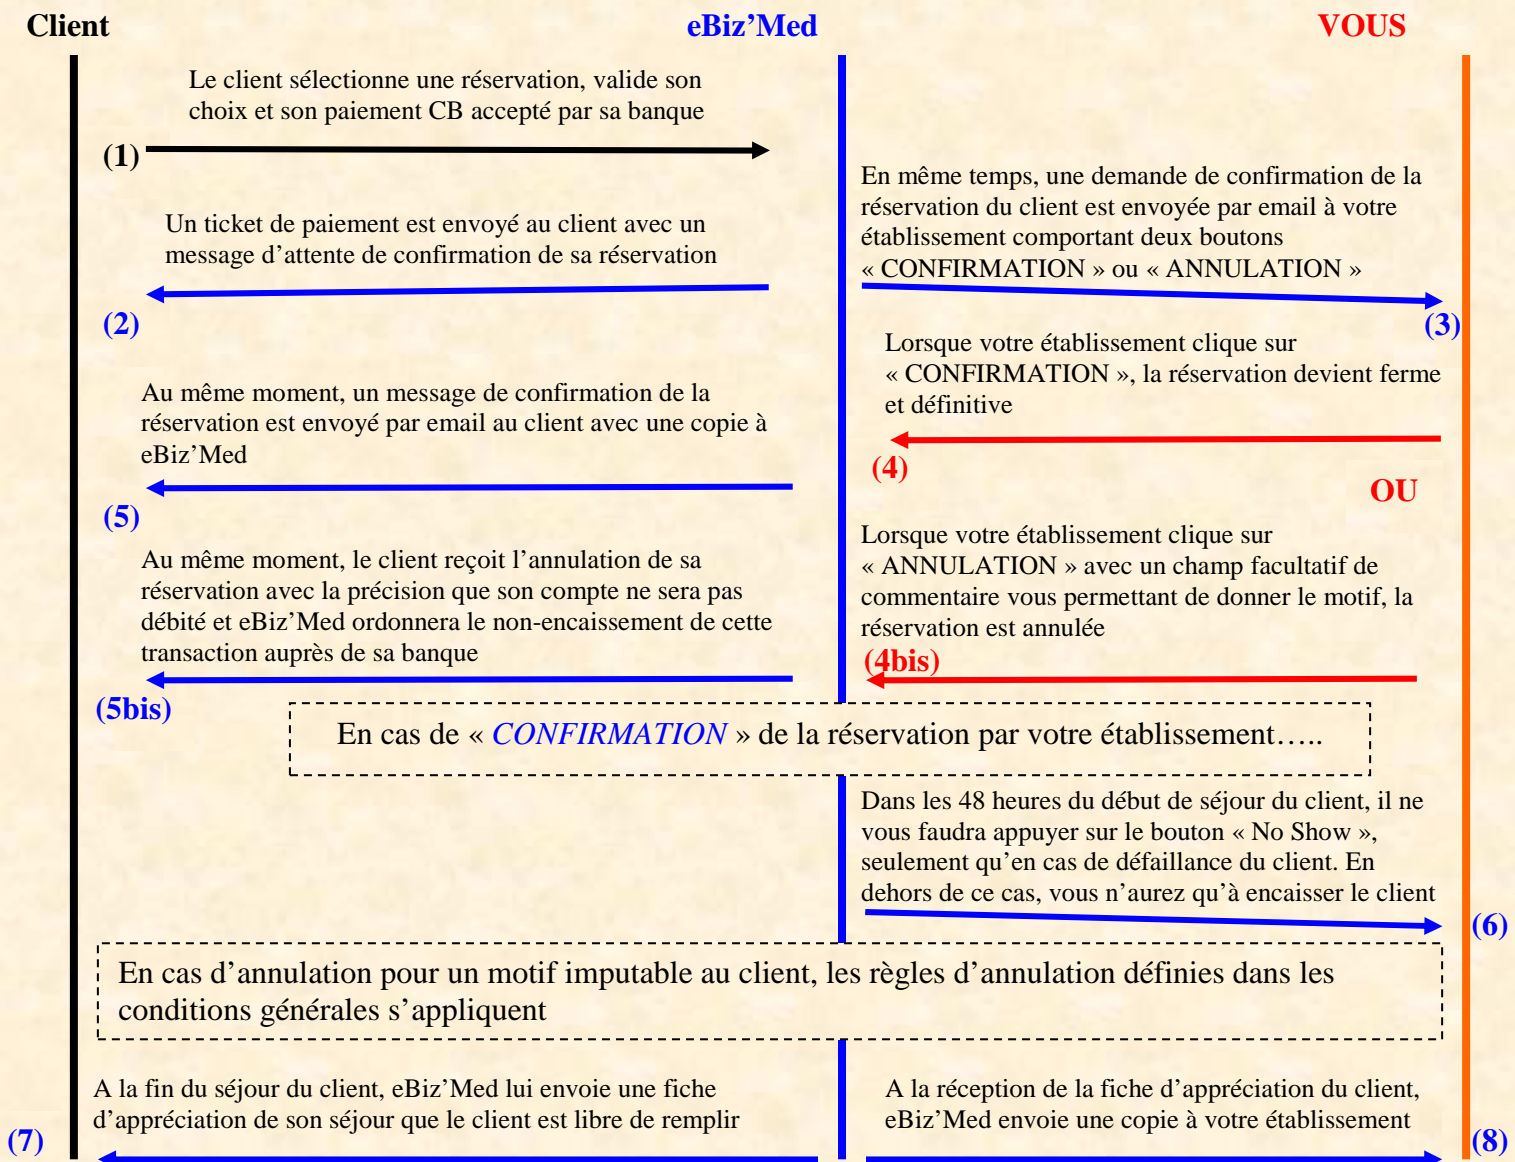 Client
eBiz’Med
VOUS
Le client sélectionne une réservation, valide son
choix et son paiement CB accepté par sa banque
(1)
En même temps, une demande de confirmation de la
réservation du client est envoyée par email à votre
établissement comportant deux boutons
« CONFIRMATION » ou « ANNULATION »
Un ticket de paiement est envoyé au client avec un
message d’attente de confirmation de sa réservation
(2)
(3)
Lorsque votre établissement clique sur
« CONFIRMATION », la réservation devient ferme
et définitive
(4)
Au même moment, un message de confirmation de la
réservation est envoyé par email au client avec une copie à
eBiz’Med
(5)
OU
Lorsque votre établissement clique sur
« ANNULATION » avec un champ facultatif de
commentaire vous permettant de donner le motif, la
réservation est annulée
(4bis)
Au même moment, le client reçoit l’annulation de sa
réservation avec la précision que son compte ne sera pas
débité et eBiz’Med ordonnera le non-encaissement de cette
transaction auprès de sa banque
(5bis)
En cas de « CONFIRMATION » de la réservation par votre établissement…..
Dans les 48 heures du début de séjour du client, il ne
vous faudra appuyer sur le bouton « No Show »,
seulement qu’en cas de défaillance du client. En
dehors de ce cas, vous n’aurez qu’à encaisser le client
(6)
En cas d’annulation pour un motif imputable au client, les règles d’annulation définies dans les
conditions générales s’appliquent
A la fin du séjour du client, eBiz’Med lui envoie une fiche
d’appréciation de son séjour que le client est libre de remplir
(7)
A la réception de la fiche d’appréciation du client,
eBiz’Med envoie une copie à votre établissement
(8)